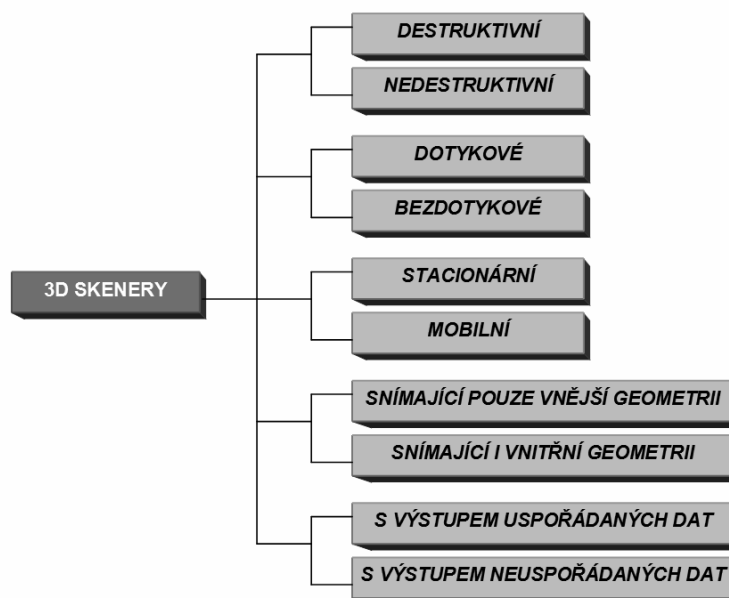 DESTRUKTIVNÍ
NEDESTRUKTIVNÍ
DOTYKOVÉ
BEZDOTYKOVÉ
3D SKENERY
STACIONÁRNÍ
MOBILNÍ
SNÍMAJÍCÍ POUZE VNĚJŠÍ GEOMETRII
SNÍMAJÍCÍ I VNITŘNÍ GEOMETRII
S VÝSTUPEM USPOŘÁDANÝCH DAT
S VÝSTUPEM NEUSPOŘÁDANÝCH DAT